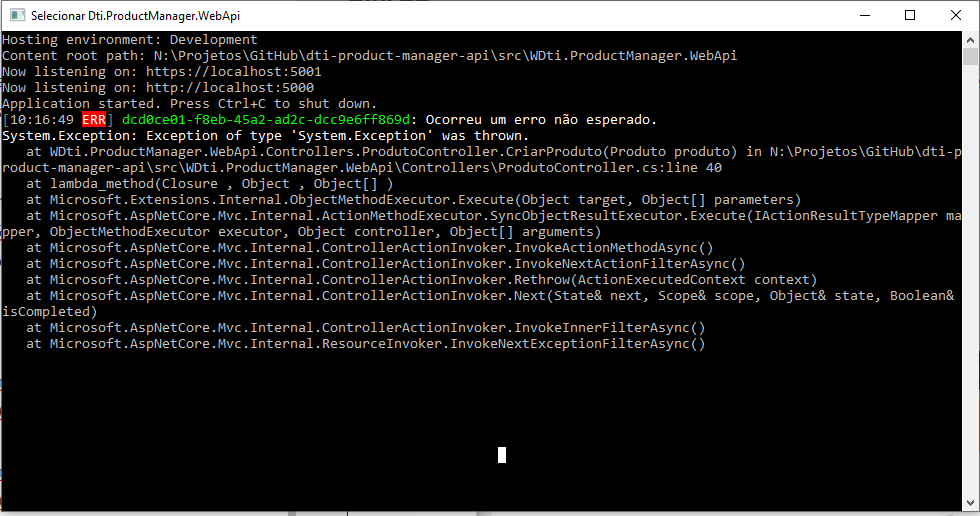 Selecionar Dti.ProductManager.WebApi
Hosting environment: Development
Content root path: N:\Projetos\GitHub\dti-product-manager-api\src\WDti.ProductManager.WebApi
Now listening on: https://localhost:5001
Now listening on: http://localhost:5000
Application started. Press Ctrl+C to shut down.
[10:16:49 ERR] dcd0ce01-f8eb-45a2-ad2c-dcc9e6ff869d: Ocorreu um erro não esperado.
System.Exception: Exception of type 'System.Exception' was thrown.
   at WDti.ProductManager.WebApi.Controllers.ProdutoController.CriarProduto(Produto produto) in N:\Projetos\GitHub\dti-p
roduct-manager-api\src\WDti.ProductManager.WebApi\Controllers\ProdutoController.cs:line 40
   at lambda_method(Closure , Object , Object[] )
   at Microsoft.Extensions.Internal.ObjectMethodExecutor.Execute(Object target, Object[] parameters)
   at Microsoft.AspNetCore.Mvc.Internal.ActionMethodExecutor.SyncObjectResultExecutor.Execute(IActionResultTypeMapper ma
pper, ObjectMethodExecutor executor, Object controller, Object[] arguments)
   at Microsoft.AspNetCore.Mvc.Internal.ControllerActionInvoker.InvokeActionMethodAsync()
   at Microsoft.AspNetCore.Mvc.Internal.ControllerActionInvoker.InvokeNextActionFilterAsync()
   at Microsoft.AspNetCore.Mvc.Internal.ControllerActionInvoker.Rethrow(ActionExecutedContext context)
   at Microsoft.AspNetCore.Mvc.Internal.ControllerActionInvoker.Next(State& next, Scope& scope, Object& state, Boolean&
isCompleted)
   at Microsoft.AspNetCore.Mvc.Internal.ControllerActionInvoker.InvokeInnerFilterAsync()
   at Microsoft.AspNetCore.Mvc.Internal.ResourceInvoker.InvokeNextExceptionFilterAsync()